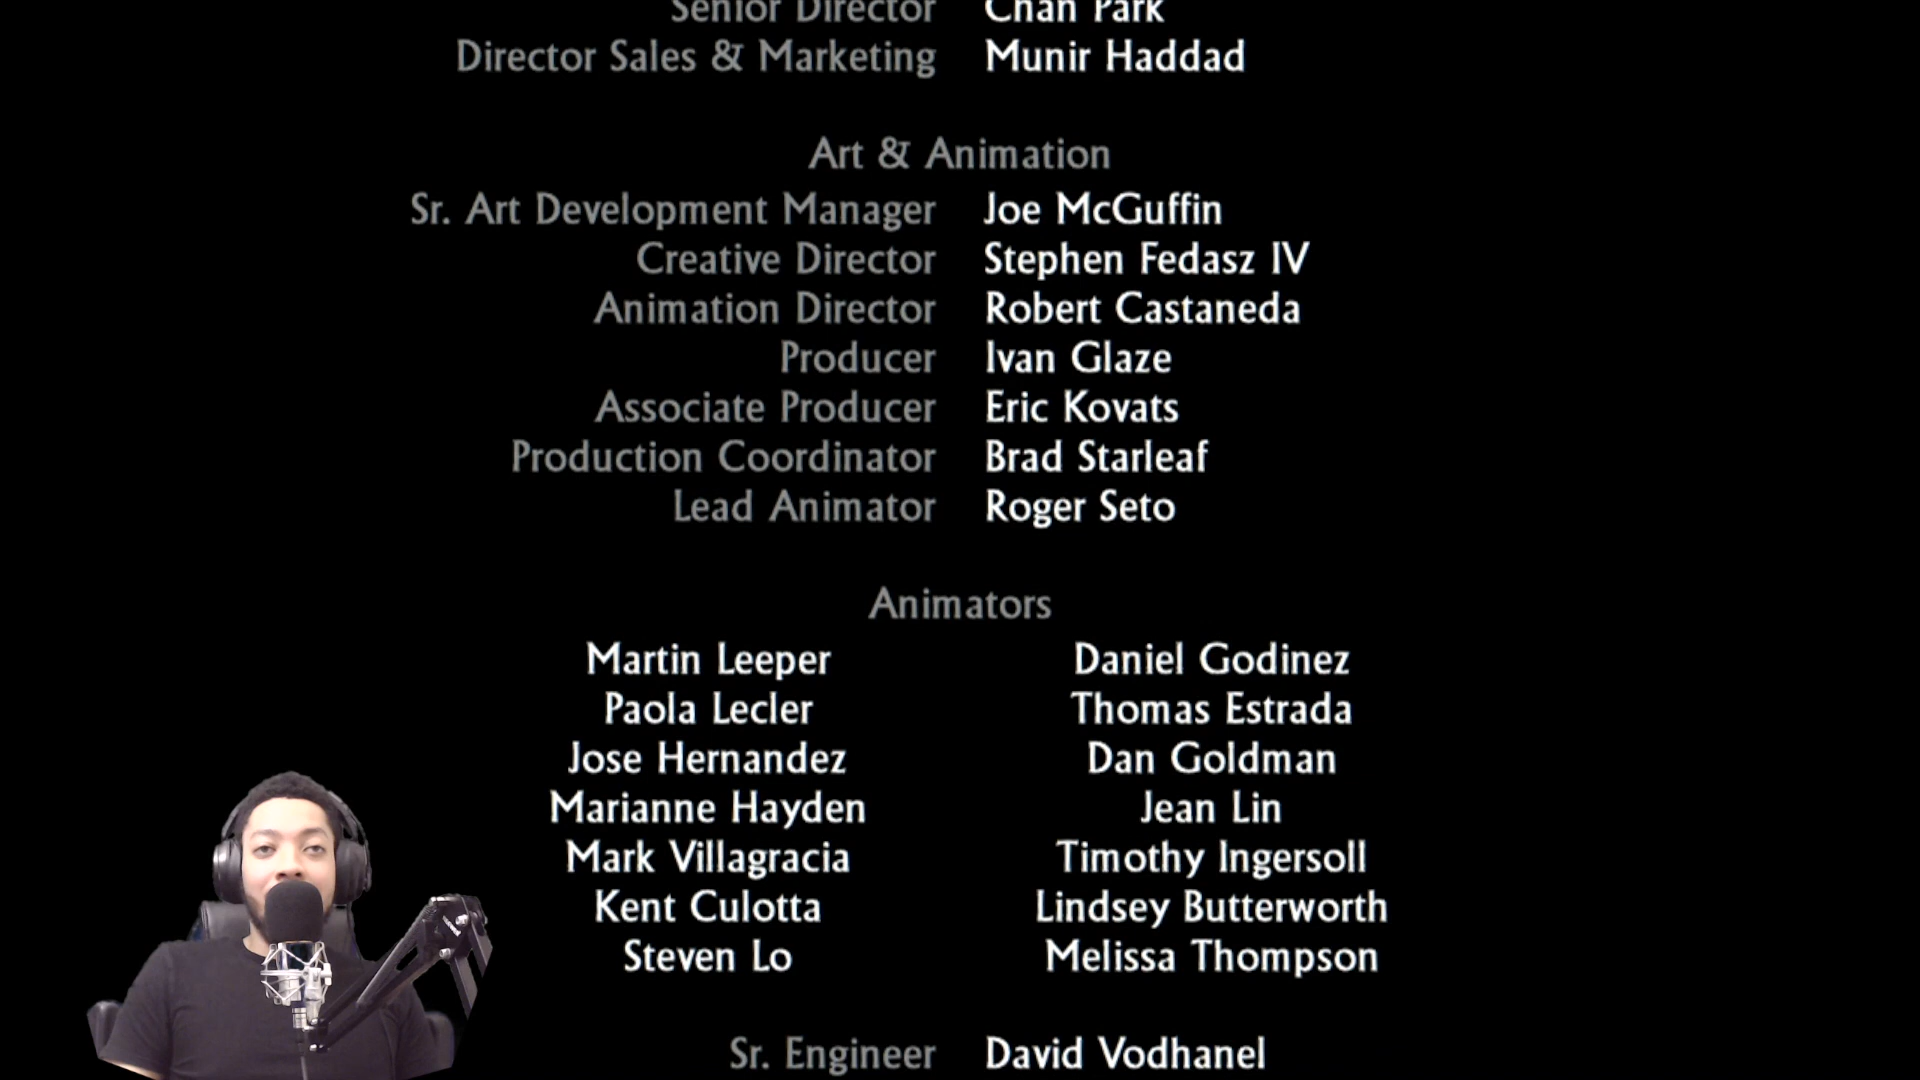 Senior Director Chan Park
Director Sales & Marketing Munir Haddad
Art & Animation
Sr. Art Development Manager Joe McGuffin
Creative Director Stephen Fedasz IV
Animation Director Robert Castaneda
Producer Ivan Glaze
Associate Producer Eric Kovats
Production Coordinator Brad Starleaf
Lead Animator Roger Seto
Animators
Martin Leeper Daniel Godinez
Paola Lecler Thomas Estrada
Jose Hernandez Dan Goldman
Marianne Hayden Jean Lin
Mark Villagracia Timothy Ingersoll
Kent Culotta Lindsey Butterworth
Steven Lo Melissa Thompson
Sr. Engineer David Vodhanel